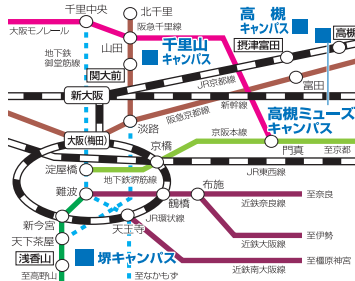 千里中央
北千里
大阪モノレール
阪急千里線
高槻
キャンパス
山田
千里山
キャンパス
摂津富田
高槻
地下鉄
御堂筋線
関大前
JR京都線
富田
新大阪
新幹線
阪急京都線
高槻ミューズ
キャンパス
淡路
大阪(梅田)
京橋
京阪本線
門真
至京都
淀屋橋
JR東西線
地下鉄堺筋線
難波
布施
鶴橋
近鉄奈良線
至奈良
新今宮
JR環状線
天王寺
天下茶屋
近鉄大阪線
至伊勢
浅香山
堺キャンパス
近鉄南大阪線
至橿原神宮
至高野山
至なかもず